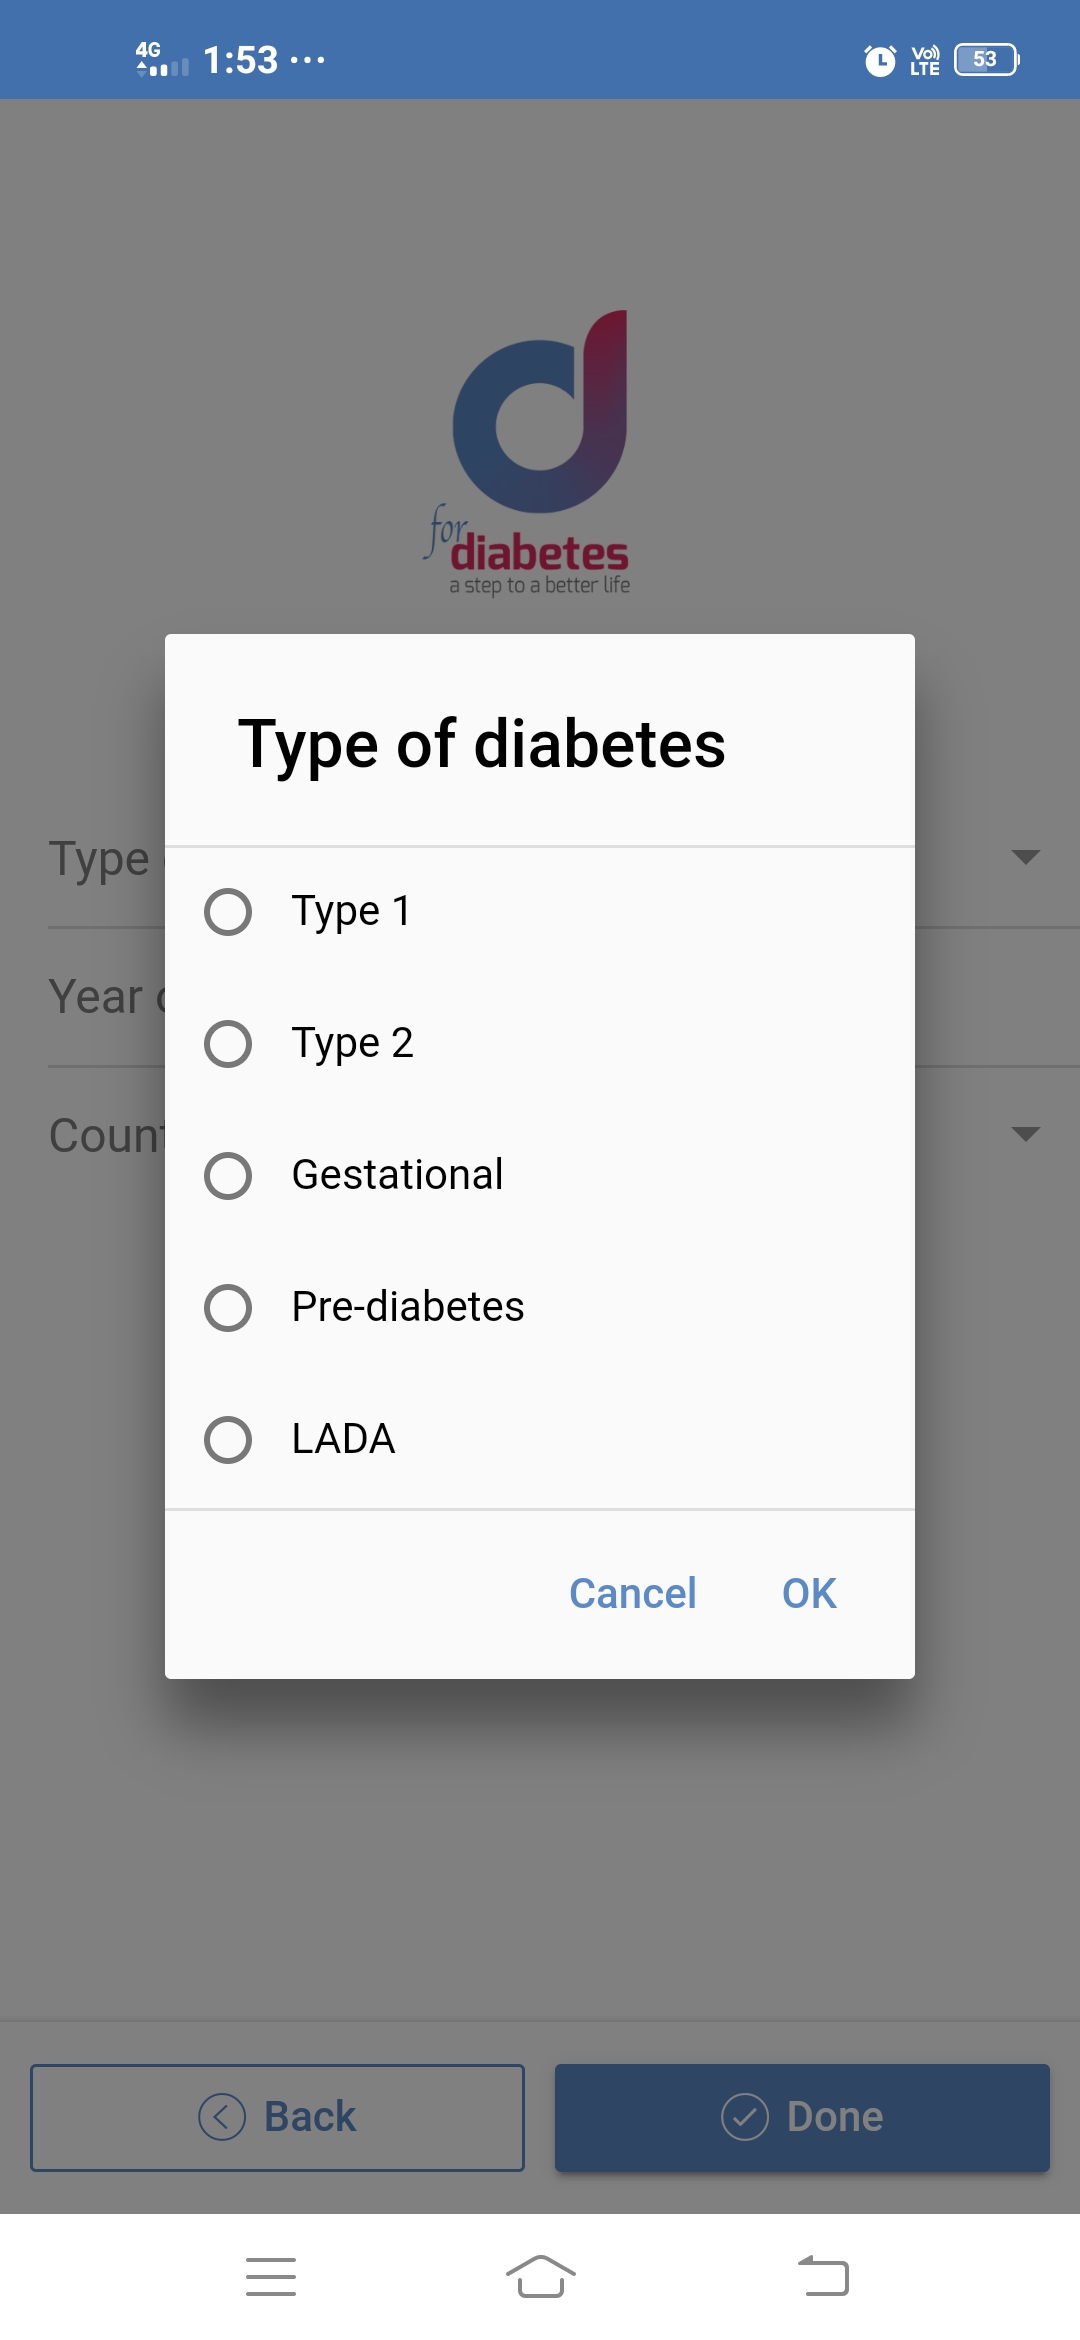 4G 1:53 ... Vo)) LTE 53
for
diabetes
a step to a better life
Type of diabetes
Type
Type 1
Year
Type 2
Gestational
Pre-diabetes
LADA
Cancel OK
Back Done